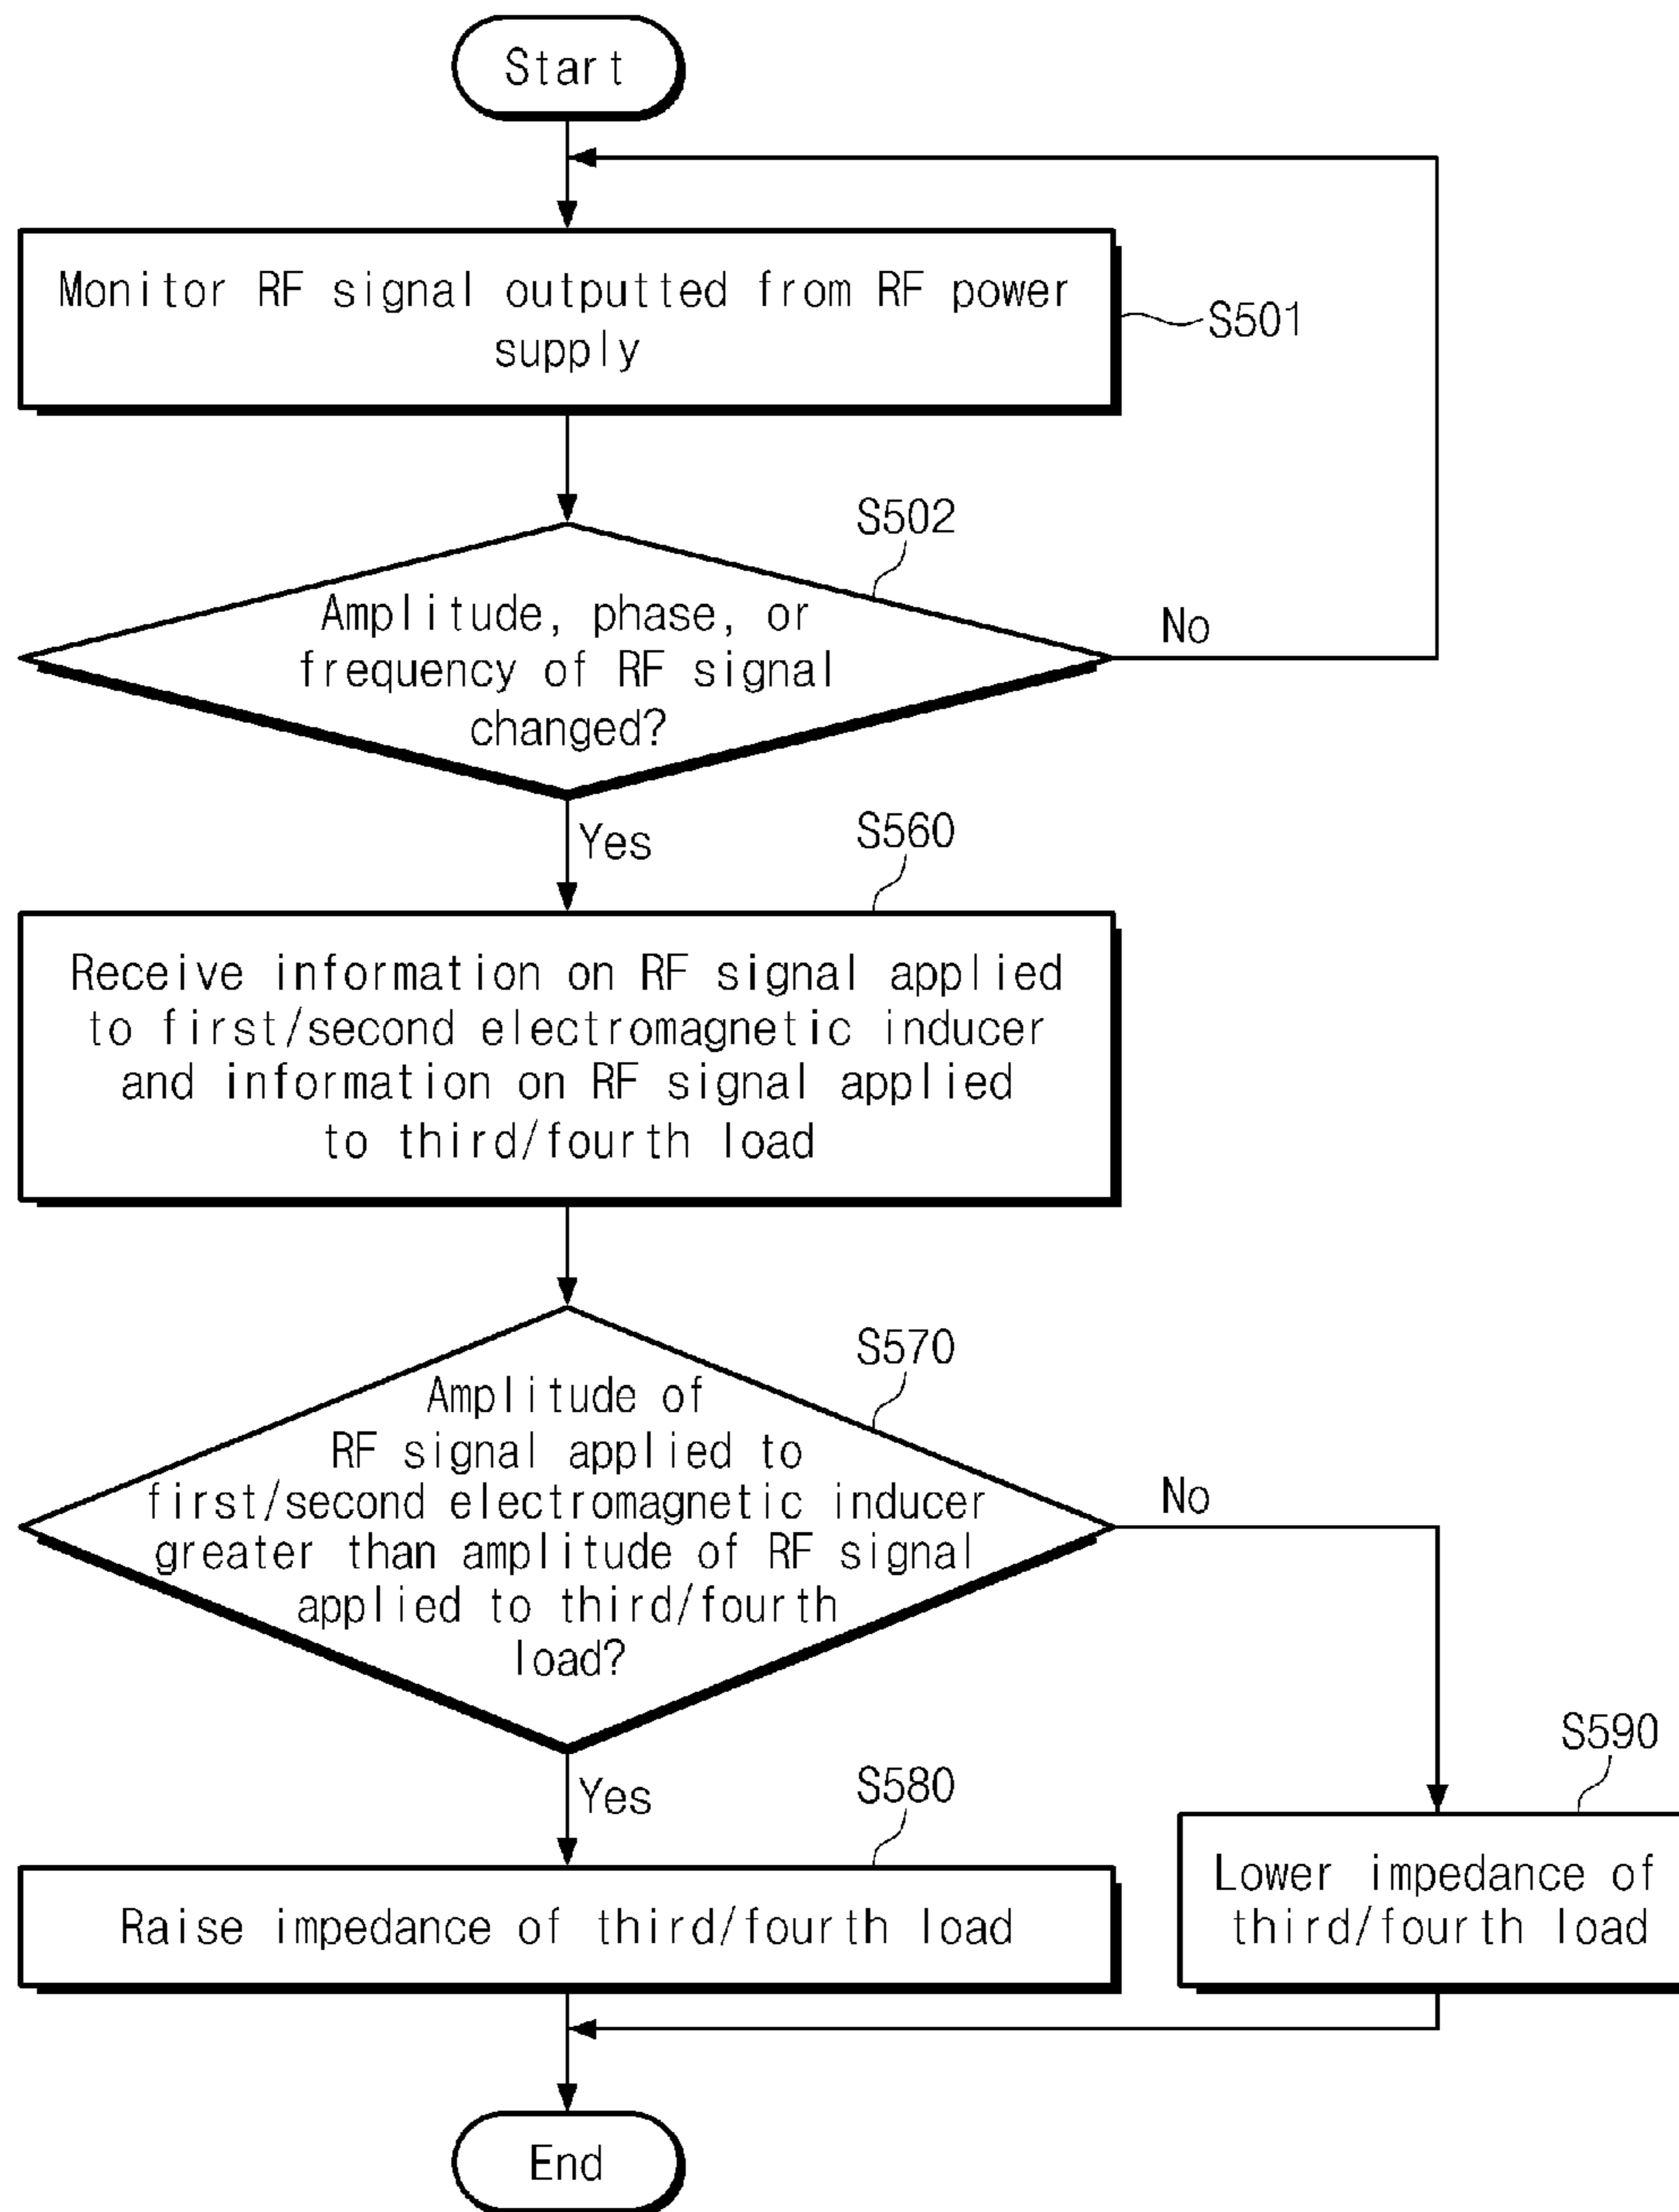 Start
Monitor RF signal outputted from RF power
supply
S501
S502
Amplitude, phase, or
frequency of RF signal
changed?
No
Yes
S560
Receive information on RF signal applied
to first/second electromagnetic inducer
and information on RF signal applied
to third/fourth load
S570
Amplitude of
RF signal applied to
first/second electromagnetic inducer
greater than amplitude of RF signal
applied to third/fourth
load?
No
Yes
S580
Raise impedance of third/fourth load
S590
Lower impedance of
third/fourth load
End